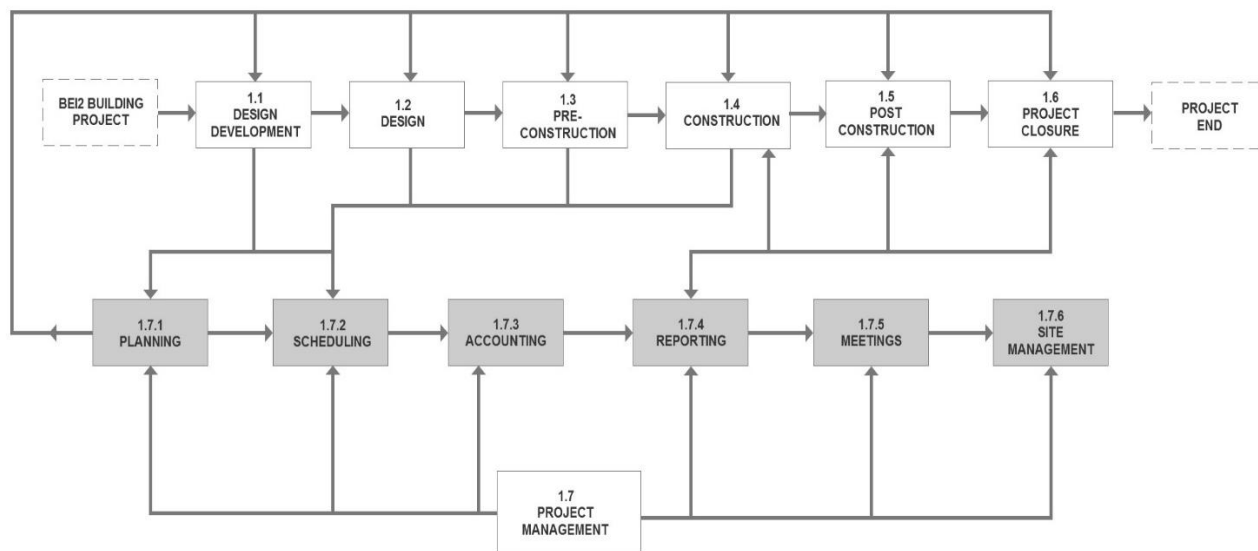 BEI2 BUILDING
PROJECT
1.1
DESIGN
DEVELOPMENT
1.2
DESIGN
1.3
PRE-
CONSTRUCTION
1.4
CONSTRUCTION
1.5
POST
CONSTRUCTION
1.6
PROJECT
CLOSURE
PROJECT
END
1.7.1
PLANNING
1.7.2
SCHEDULING
1.7.3
ACCOUNTING
1.7.4
REPORTING
1.7.5
MEETINGS
1.7.6
SITE
MANAGEMENT
1.7
PROJECT
MANAGEMENT